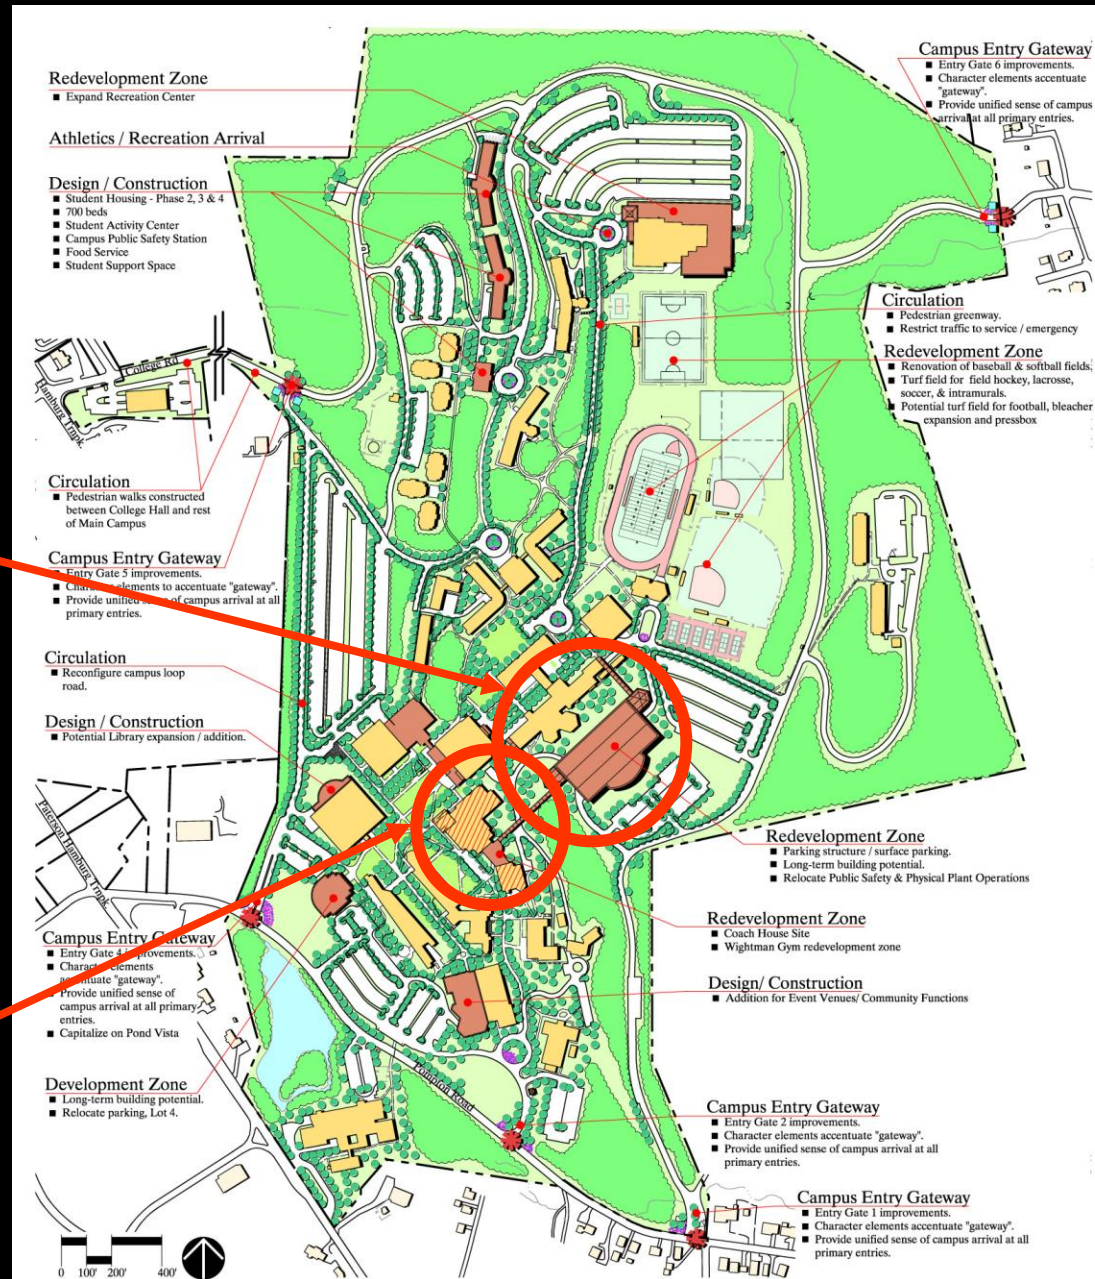 Redevelopment Zone
■ Expand Recreation Center
Athletics / Recreation Arrival
Design / Construction
■ Student Housing - Phase 2, 3 & 4
■ 700 beds
■ Student Activity Center
■ Campus Public Safety Station
■ Food Service
■ Student Support Space
College Rd
Hamburg Trnpk.
Circulation
■ Pedestrian walks constructed
between College Hall and rest
of Main Campus
Campus Entry Gateway
■ Entry Gate 5 improvements.
■ Character elements to accentuate "gateway".
■ Provide unified sense of campus arrival at all
primary entries.
Circulation
■ Reconfigure campus loop
road.
Design / Construction
■ Potential Library expansion / addition.
Paterson Hamburg Trnpk.
Campus Entry Gateway
■ Entry Gate 4 improvements.
■ Character elements
accentuate "gateway".
■ Provide unified sense of
campus arrival at all primary
entries.
■ Capitalize on Pond Vista
Development Zone
■ Long-term building potential.
■ Relocate parking, Lot 4.
0 100' 200' 400'
Pompton Road
Campus Entry Gateway
■ Entry Gate 6 improvements.
■ Character elements accentuate
"gateway".
■ Provide unified sense of campus
arrival at all primary entries.
Circulation
■ Pedestrian greenway.
■ Restrict traffic to service / emergency
Redevelopment Zone
■ Renovation of baseball & softball fields.
■ Turf field for field hockey, lacrosse,
soccer, & intramurals.
■ Potential turf field for football, bleacher
expansion and pressbox
Redevelopment Zone
■ Parking structure / surface parking.
■ Long-term building potential.
■ Relocate Public Safety & Physical Plant Operations
Redevelopment Zone
■ Coach House Site
■ Wightman Gym redevelopment zone
Design/ Construction
■ Addition for Event Venues/ Community Functions
Campus Entry Gateway
■ Entry Gate 2 improvements.
■ Character elements accentuate "gateway".
■ Provide unified sense of campus arrival at all
primary entries.
Campus Entry Gateway
■ Entry Gate 1 improvements.
■ Character elements accentuate "gateway".
■ Provide unified sense of campus arrival at all
primary entries.